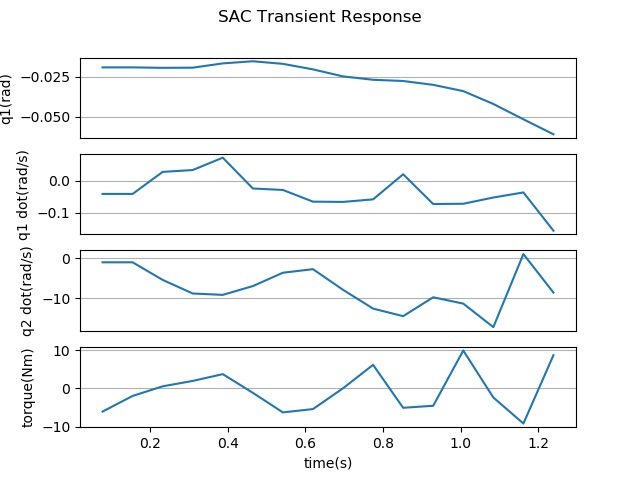 SAC Transient Response
q1(rad)
−0.025
−0.050
q1 dot(rad/s)
0.0
−0.1
q2 dot(rad/s)
0
−10
torque(Nm)
10
0
−10
0.2 0.4 0.6 0.8 1.0 1.2
time(s)